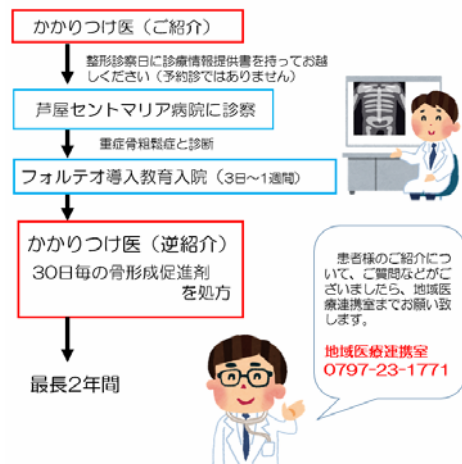 かかりつけ医（ご紹介）
整形診察日に診療情報提供書を持ってお越
しください（予約診ではありません）
芦屋セントマリア病院に診察
重症骨粗鬆症と診断
フォルテオ導入教育入院（3日～1週間）
かかりつけ医（逆紹介）
30日毎の骨形成促進剤
を処方
最長2年間
患者様のご紹介につ
いて、ご質問などがご
ざいましたら、地域医
療連携室までお願い致
します。
地域医療連携室
0797-23-1771